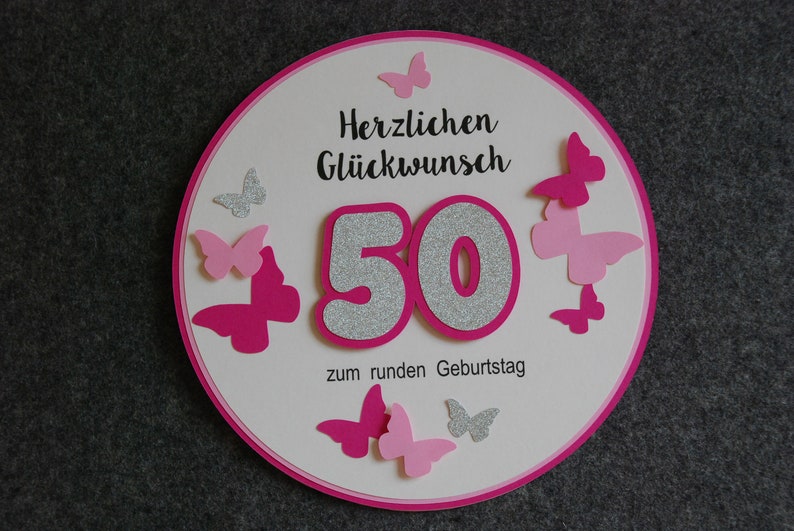 Herzlichen
Glückwunsch
50
zum runden Geburtstag